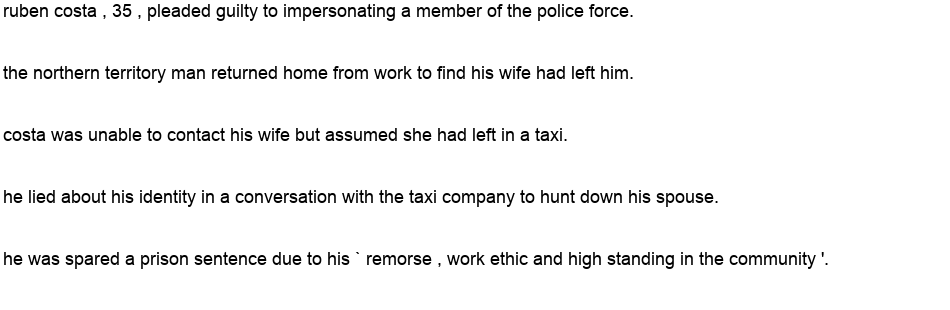 ruben costa , 35 , pleaded guilty to impersonating a member of the police force.
the northern territory man returned home from work to find his wife had left him.
costa was unable to contact his wife but assumed she had left in a taxi.
he lied about his identity in a conversation with the taxi company to hunt down his spouse.
he was spared a prison sentence due to his ` remorse , work ethic and high standing in the community '.